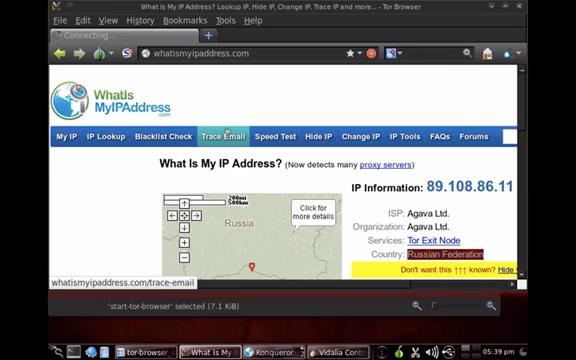 What Is My IP Address? Lookup IP, Hide IP, Change IP, Trace IP and more... - Tor Browser
File Edit View History Bookmarks Tools Help
Connecting...
whatismyipaddress.com
WhatIs
MyIPAddress
.com
My IP IP Lookup Blacklist Check Trace Email Speed Test Hide IP Change IP IP Tools FAQs Forums
What Is My IP Address? (Now detects many proxy servers)
IP Information: 89.108.86.11
200mi
500km
Click for
more details
Russia
ISP: Agava Ltd.
Organization: Agava Ltd.
Services: Tor Exit Node
Country: Russian Federation
Don't want this ↑↑↑ known? Hide
whatismyipaddress.com/trace-email
'start-tor-browser' selected (7.1 KiB)
tor-browser
What Is My I
Konqueror
Vidalia Contr
05:39 pm